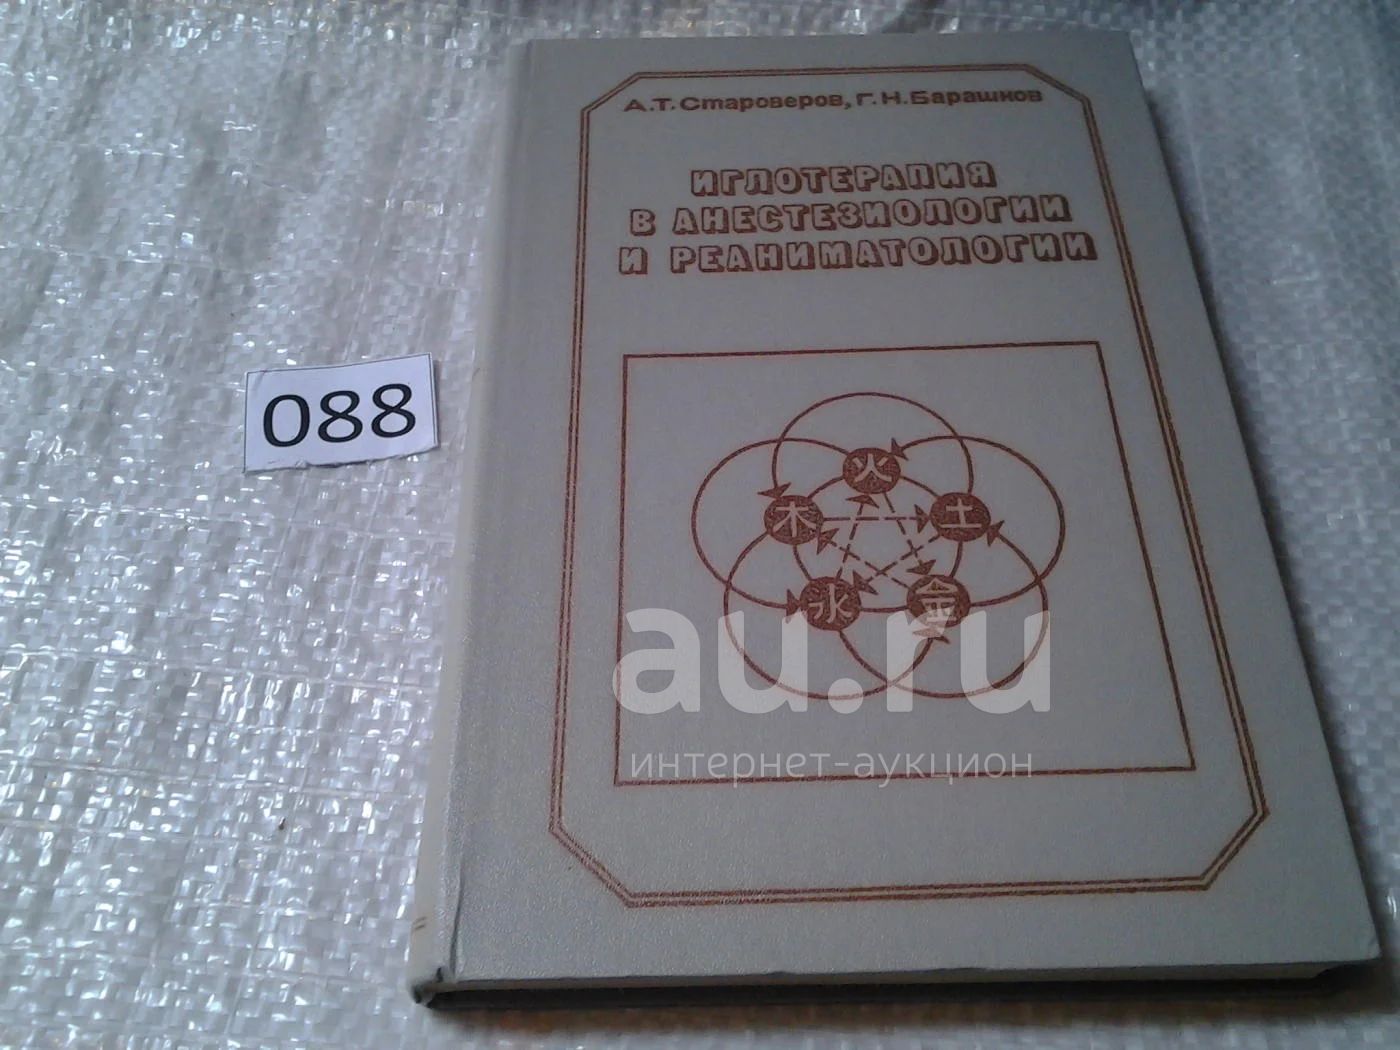 А.Т.Староверов, Г.Н.Барашков
ИГЛОТЕРАПИЯ
В АНЕСТЕЗИОЛОГИИ
И РЕАНИМАТОЛОГИИ
088
火
木 土
水 金
au.ru
интернет-аукцион